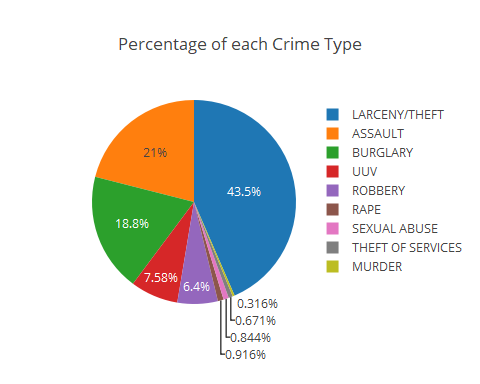 Percentage of each Crime Type
LARCENY/THEFT
ASSAULT
BURGLARY
UUV
ROBBERY
RAPE
SEXUAL ABUSE
THEFT OF SERVICES
MURDER
21%
43.5%
18.8%
7.58%
6.4%
0.316%
0.671%
0.844%
0.916%